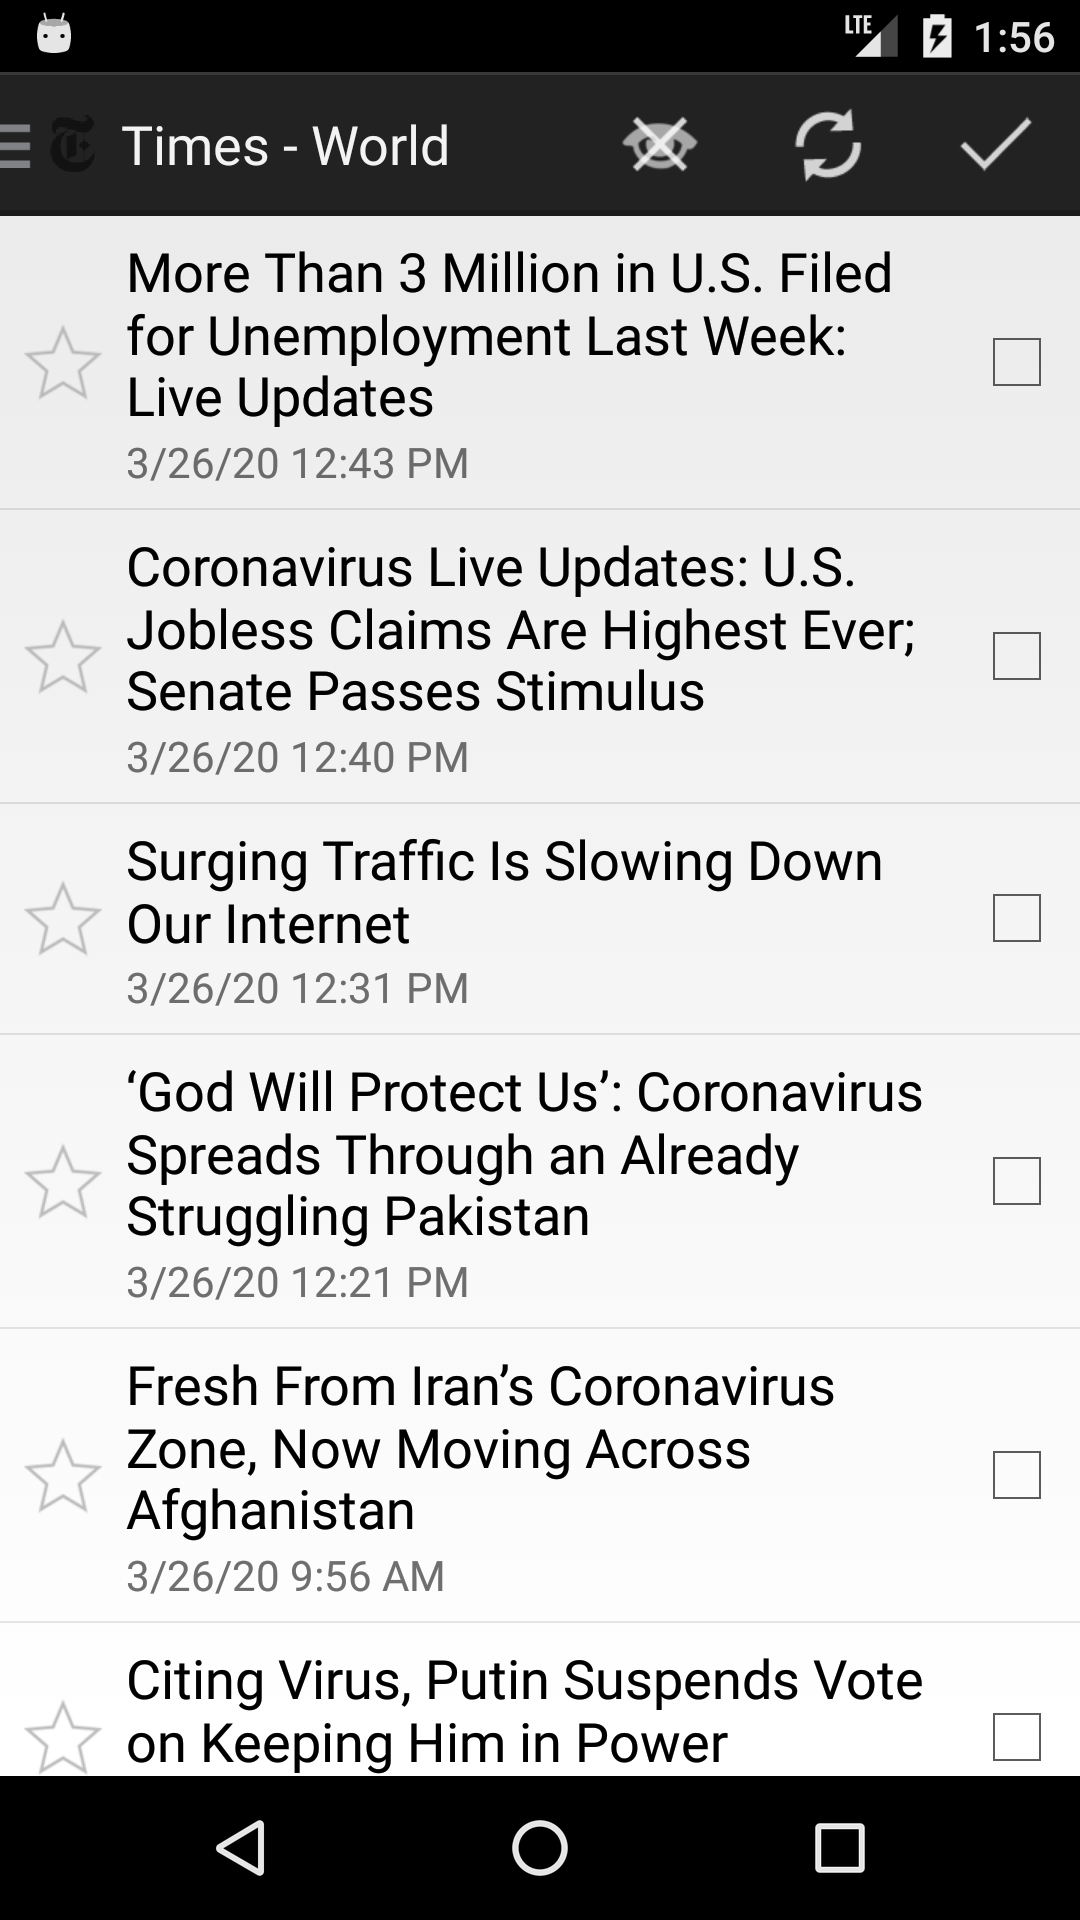 LTE 1:56
Times - World
More Than 3 Million in U.S. Filed
for Unemployment Last Week:
Live Updates
3/26/20 12:43 PM
Coronavirus Live Updates: U.S.
Jobless Claims Are Highest Ever;
Senate Passes Stimulus
3/26/20 12:40 PM
Surging Traffic Is Slowing Down
Our Internet
3/26/20 12:31 PM
‘God Will Protect Us’: Coronavirus
Spreads Through an Already
Struggling Pakistan
3/26/20 12:21 PM
Fresh From Iran’s Coronavirus
Zone, Now Moving Across
Afghanistan
3/26/20 9:56 AM
Citing Virus, Putin Suspends Vote
on Keeping Him in Power